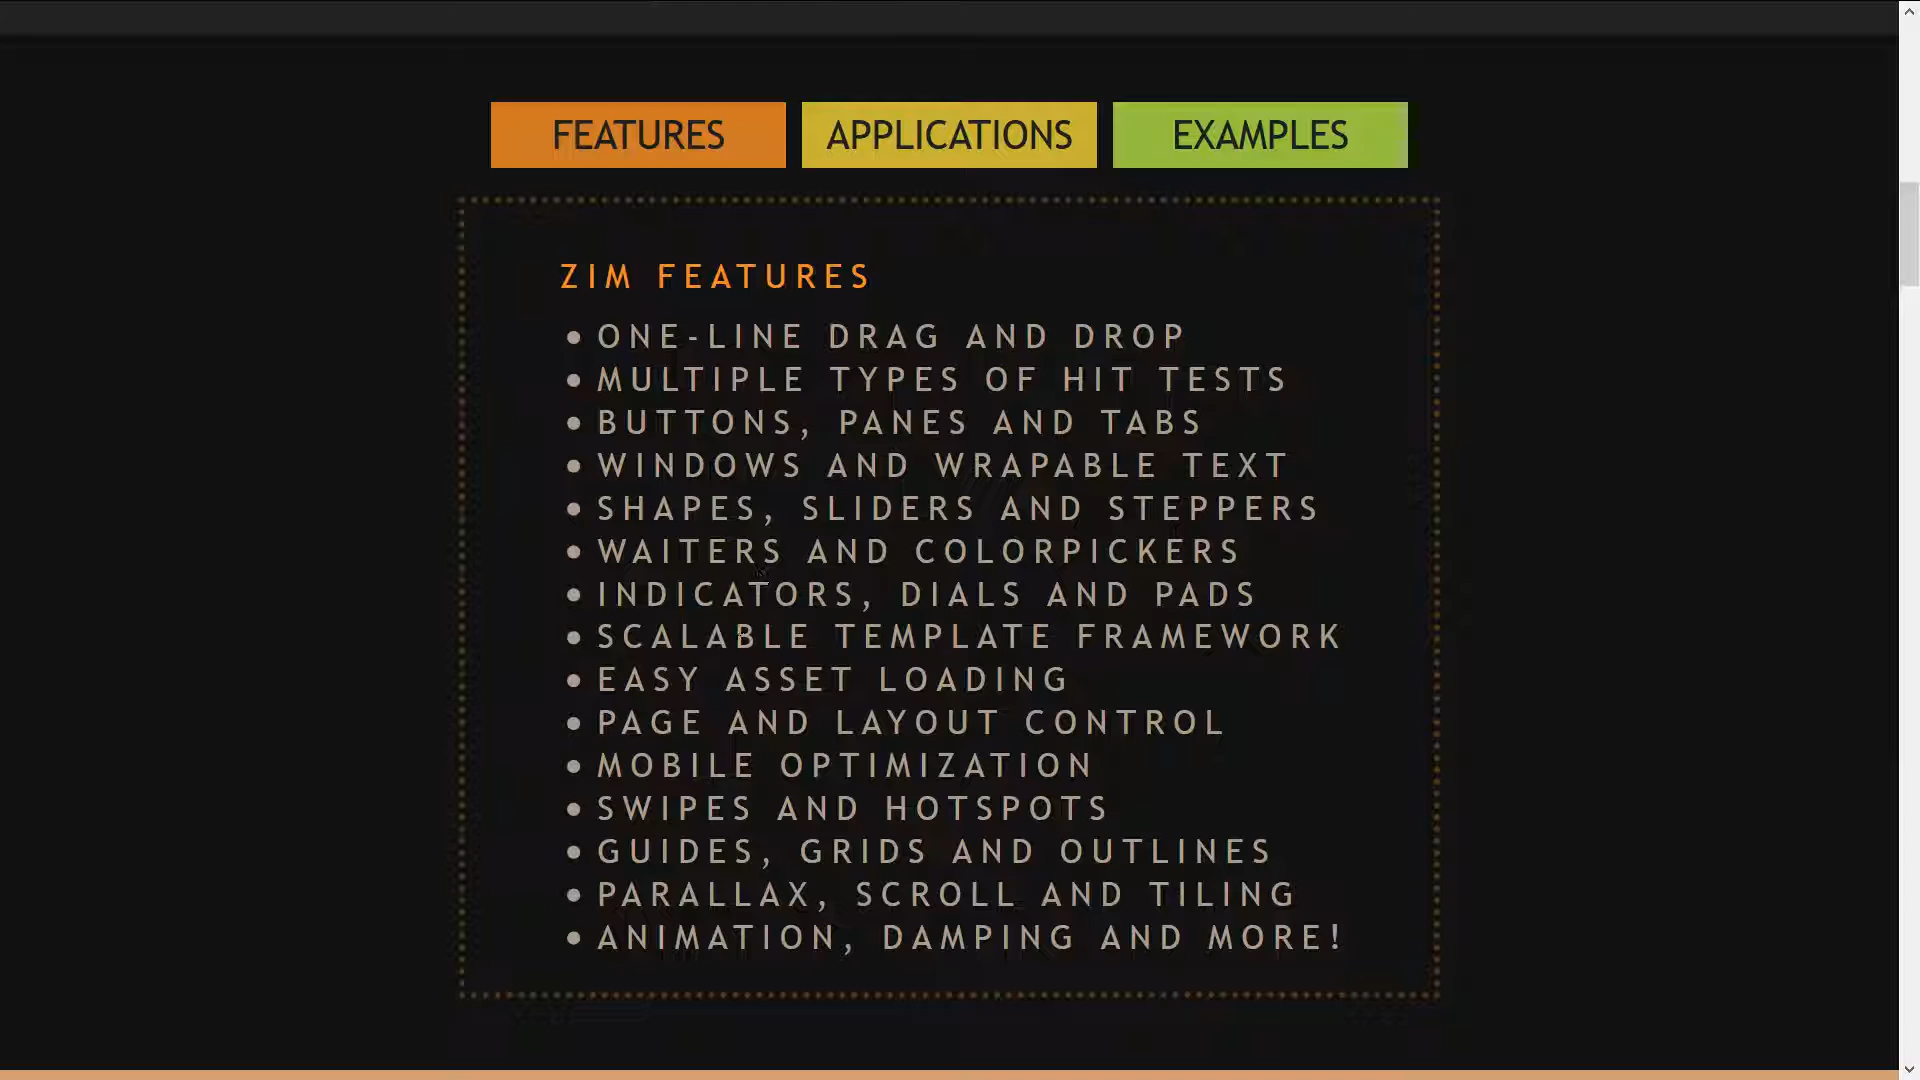 FEATURES APPLICATIONS EXAMPLES
ZIM FEATURES
• ONE-LINE DRAG AND DROP
• MULTIPLE TYPES OF HIT TESTS
• BUTTONS, PANES AND TABS
• WINDOWS AND WRAPABLE TEXT
• SHAPES, SLIDERS AND STEPPERS
• WAITERS AND COLORPICKERS
• INDICATORS, DIALS AND PADS
• SCALABLE TEMPLATE FRAMEWORK
• EASY ASSET LOADING
• PAGE AND LAYOUT CONTROL
• MOBILE OPTIMIZATION
• SWIPES AND HOTSPOTS
• GUIDES, GRIDS AND OUTLINES
• PARALLAX, SCROLL AND TILING
• ANIMATION, DAMPING AND MORE!